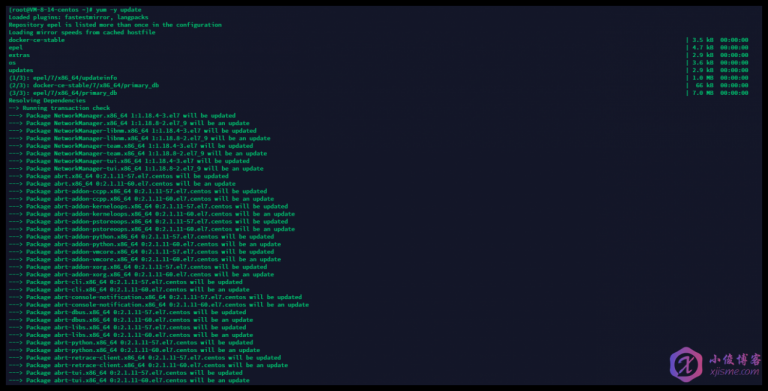 [root@VM-8-14-centos ~]# yum -y update
Loaded plugins: fastestmirror, langpacks
Repository epel is listed more than once in the configuration
Loading mirror speeds from cached hostfile
docker-ce-stable | 3.5 kB 00:00:00
epel | 4.7 kB 00:00:00
extras | 2.9 kB 00:00:00
os | 3.6 kB 00:00:00
updates | 2.9 kB 00:00:00
(1/3): epel/7/x86_64/updateinfo | 1.0 MB 00:00:00
(2/3): docker-ce-stable/7/x86_64/primary_db | 66 kB 00:00:00
(3/3): epel/7/x86_64/primary_db | 7.0 MB 00:00:00
Resolving Dependencies
--> Running transaction check
---> Package NetworkManager.x86_64 1:1.18.4-3.el7 will be updated
---> Package NetworkManager.x86_64 1:1.18.8-2.el7_9 will be an update
---> Package NetworkManager-libnm.x86_64 1:1.18.4-3.el7 will be updated
---> Package NetworkManager-libnm.x86_64 1:1.18.8-2.el7_9 will be an update
---> Package NetworkManager-team.x86_64 1:1.18.4-3.el7 will be updated
---> Package NetworkManager-team.x86_64 1:1.18.8-2.el7_9 will be an update
---> Package NetworkManager-tui.x86_64 1:1.18.4-3.el7 will be updated
---> Package NetworkManager-tui.x86_64 1:1.18.8-2.el7_9 will be an update
---> Package abrt.x86_64 0:2.1.11-57.el7.centos will be updated
---> Package abrt.x86_64 0:2.1.11-60.el7.centos will be an update
---> Package abrt-addon-ccpp.x86_64 0:2.1.11-57.el7.centos will be updated
---> Package abrt-addon-ccpp.x86_64 0:2.1.11-60.el7.centos will be an update
---> Package abrt-addon-kerneloops.x86_64 0:2.1.11-57.el7.centos will be updated
---> Package abrt-addon-kerneloops.x86_64 0:2.1.11-60.el7.centos will be an update
---> Package abrt-addon-pstoreoops.x86_64 0:2.1.11-57.el7.centos will be updated
---> Package abrt-addon-pstoreoops.x86_64 0:2.1.11-60.el7.centos will be an update
---> Package abrt-addon-python.x86_64 0:2.1.11-57.el7.centos will be updated
---> Package abrt-addon-python.x86_64 0:2.1.11-60.el7.centos will be an update
---> Package abrt-addon-vmcore.x86_64 0:2.1.11-57.el7.centos will be updated
---> Package abrt-addon-vmcore.x86_64 0:2.1.11-60.el7.centos will be an update
---> Package abrt-addon-xorg.x86_64 0:2.1.11-57.el7.centos will be updated
---> Package abrt-addon-xorg.x86_64 0:2.1.11-60.el7.centos will be an update
---> Package abrt-cli.x86_64 0:2.1.11-57.el7.centos will be updated
---> Package abrt-cli.x86_64 0:2.1.11-60.el7.centos will be an update
---> Package abrt-console-notification.x86_64 0:2.1.11-57.el7.centos will be updated
---> Package abrt-console-notification.x86_64 0:2.1.11-60.el7.centos will be an update
---> Package abrt-dbus.x86_64 0:2.1.11-57.el7.centos will be updated
---> Package abrt-dbus.x86_64 0:2.1.11-60.el7.centos will be an update
---> Package abrt-libs.x86_64 0:2.1.11-57.el7.centos will be updated
---> Package abrt-libs.x86_64 0:2.1.11-60.el7.centos will be an update
---> Package abrt-python.x86_64 0:2.1.11-57.el7.centos will be updated
---> Package abrt-python.x86_64 0:2.1.11-60.el7.centos will be an update
---> Package abrt-retrace-client.x86_64 0:2.1.11-57.el7.centos will be updated
---> Package abrt-retrace-client.x86_64 0:2.1.11-60.el7.centos will be an update
---> Package abrt-tui.x86_64 0:2.1.11-57.el7.centos will be updated
---> Package abrt-tui.x86_64 0:2.1.11-60.el7.centos will be an update
小俊博客
xjisme.com